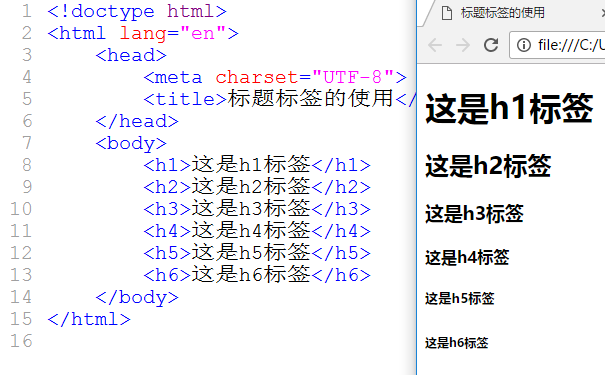 1 <!doctype html>
2 <html lang="en">
3 <head>
4 <meta charset="UTF-8">
5 <title>标题标签的使用</
6 </head>
7 <body>
8 <h1>这是h1标签</h1>
9 <h2>这是h2标签</h2>
10 <h3>这是h3标签</h3>
11 <h4>这是h4标签</h4>
12 <h5>这是h5标签</h5>
13 <h6>这是h6标签</h6>
14 </body>
15 </html>
16
标题标签的使用
file:///C:/U
这是h1标签
这是h2标签
这是h3标签
这是h4标签
这是h5标签
这是h6标签